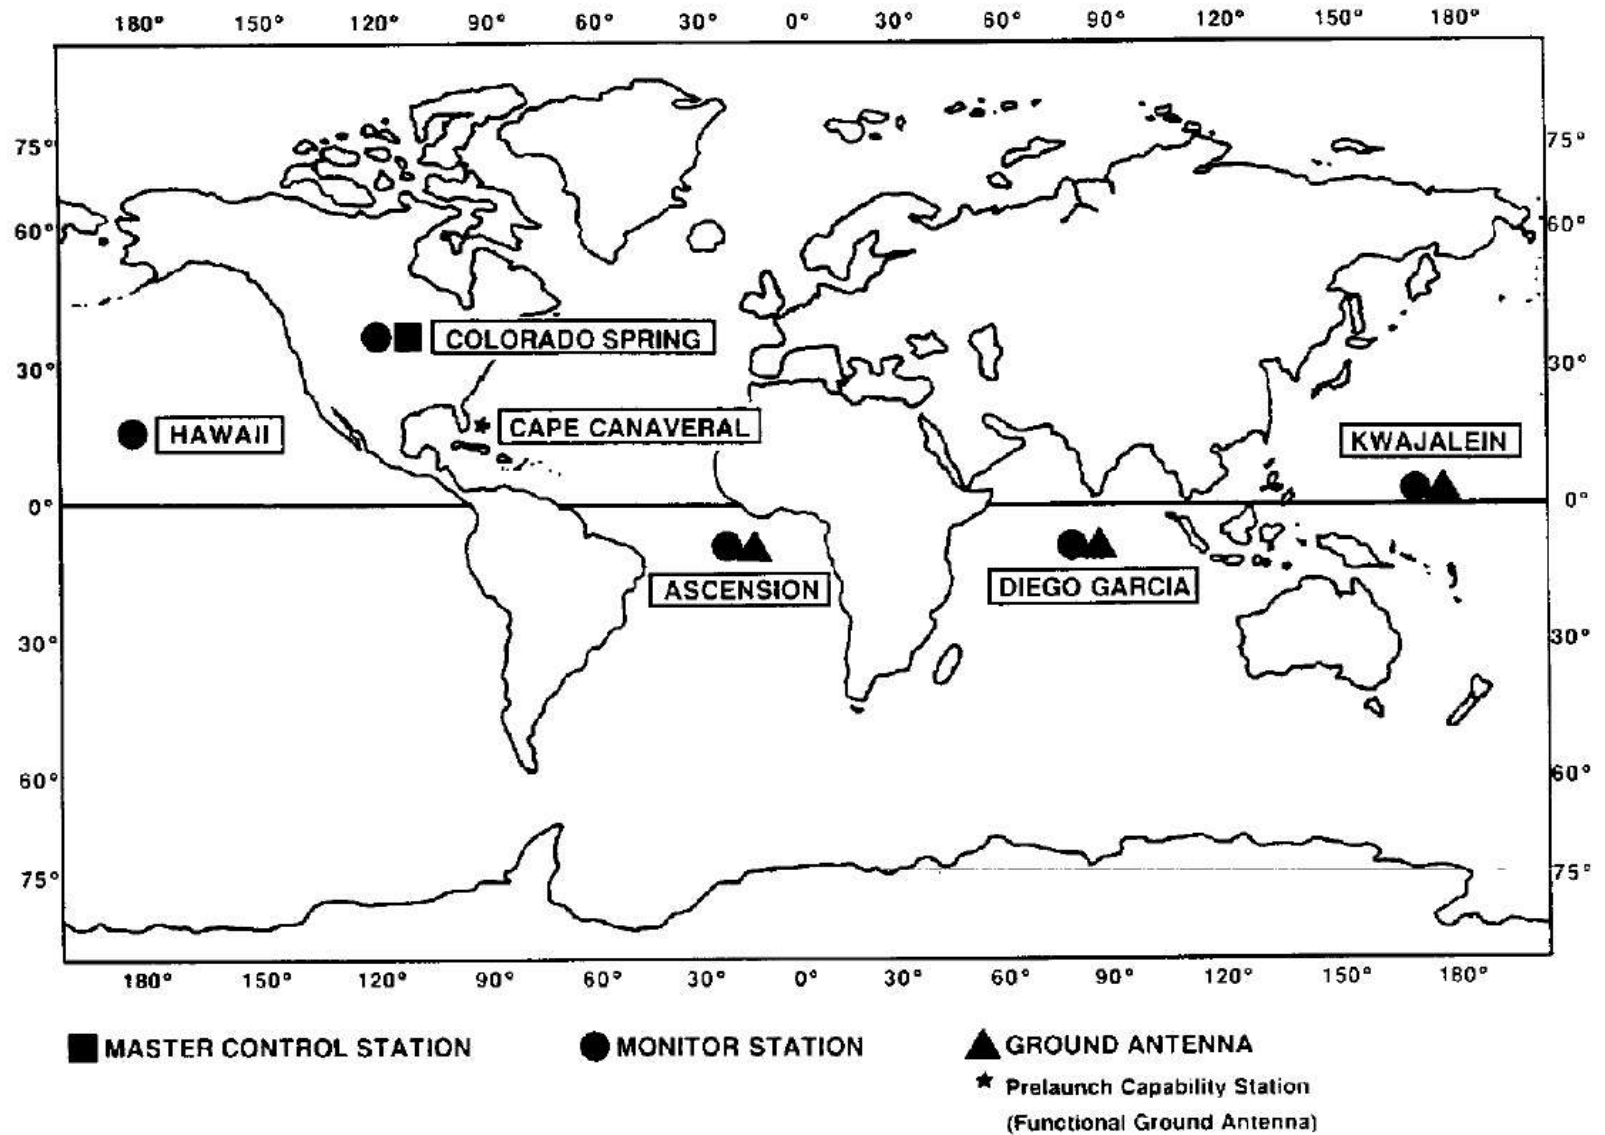 180° 150° 120° 90° 60° 30° 0° 30° 60° 90° 120° 150° 180°
75° 75°
60° 60°
COLORADO SPRING
30° 30°
HAWAII
CAPE CANAVERAL
KWAJALEIN
0° 0°
ASCENSION
DIEGO GARCIA
30° 30°
60° 60°
75° 75°
180° 150° 120° 90° 60° 30° 0° 30° 60° 90° 120° 150° 180°
MASTER CONTROL STATION
MONITOR STATION
GROUND ANTENNA
Prelaunch Capability Station
(Functional Ground Antenna)